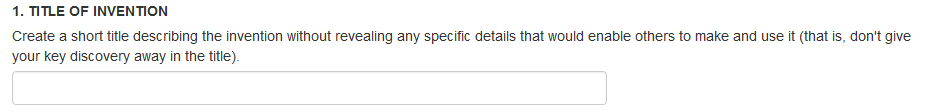 1. TITLE OF INVENTION
Create a short title describing the invention without revealing any specific details that would enable others to make and use it (that is, don't give
your key discovery away in the title).